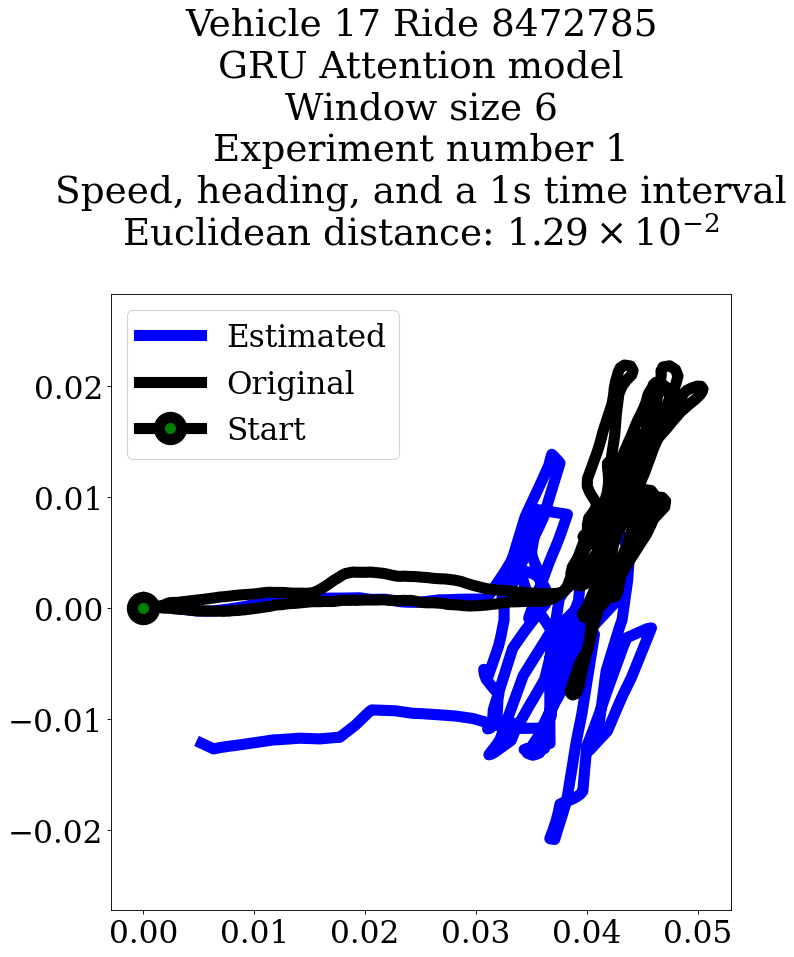 Vehicle 17 Ride 8472785
GRU Attention model
Window size 6
Experiment number 1
Speed, heading, and a 1s time interval
Euclidean distance: 1.29 × 10⁻²
Estimated
Original
Start
0.02
0.01
0.00
−0.01
−0.02
0.00 0.01 0.02 0.03 0.04 0.05